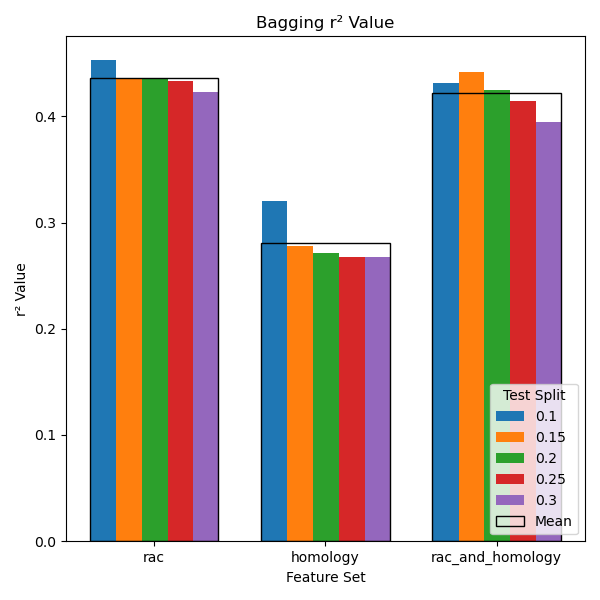 Bagging r² Value
r² Value
0.4
0.3
0.2
0.1
0.0
rac
homology
rac_and_homology
Feature Set
Test Split
0.1
0.15
0.2
0.25
0.3
Mean